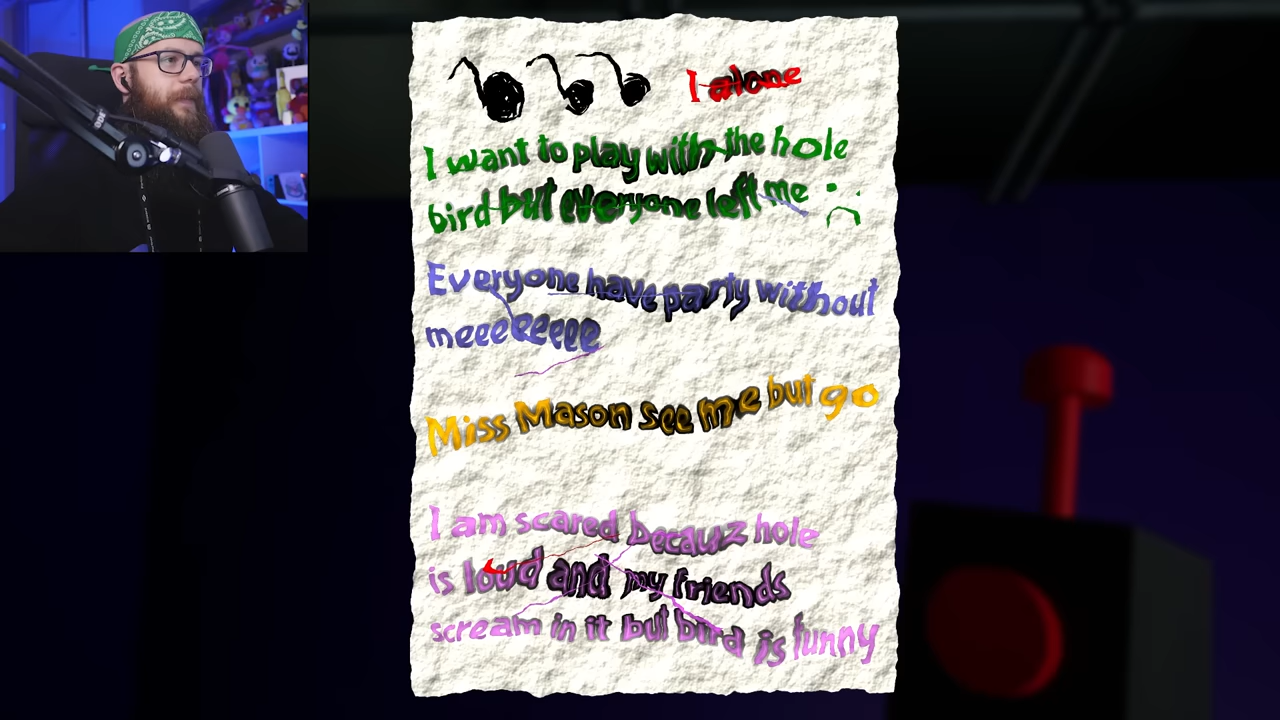 I alone
I want to play with the hole
bird but everyone left me :(
Everyone have party without
meeeeeeee
Miss Mason see me but go
I am scared becauz hole
is loud and my friends
scream in it but bird is funny